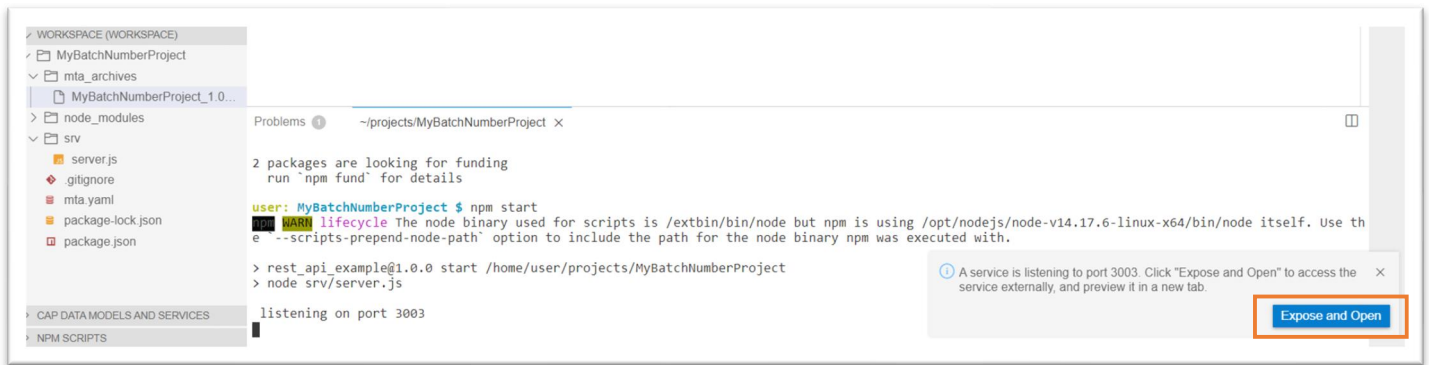 WORKSPACE (WORKSPACE)
MyBatchNumberProject
mta_archives
MyBatchNumberProject_1.0...
node_modules
srv
server.js
.gitignore
mta.yaml
package-lock.json
package.json
CAP DATA MODELS AND SERVICES
NPM SCRIPTS
Problems 1 ~/projects/MyBatchNumberProject ×
2 packages are looking for funding
run `npm fund` for details
user: MyBatchNumberProject $ npm start
npm WARN lifecycle The node binary used for scripts is /extbin/bin/node but npm is using /opt/nodejs/node-v14.17.6-linux-x64/bin/node itself. Use th
e `--scripts-prepend-node-path` option to include the path for the node binary npm was executed with.
> rest_api_example@1.0.0 start /home/user/projects/MyBatchNumberProject
> node srv/server.js
listening on port 3003
A service is listening to port 3003. Click "Expose and Open" to access the
service externally, and preview it in a new tab.
Expose and Open